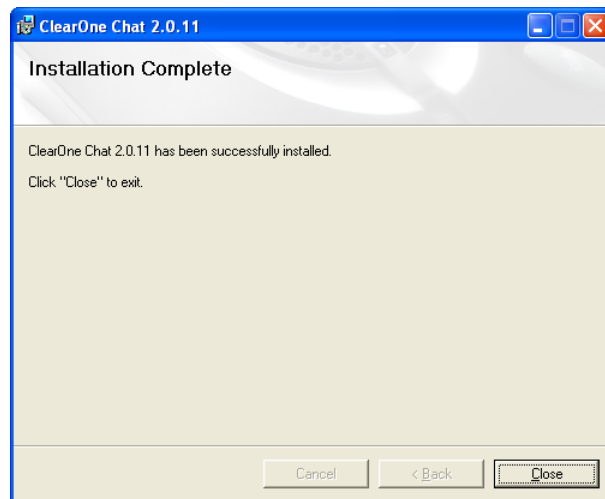 ClearOne Chat 2.0.11
Installation Complete
ClearOne Chat 2.0.11 has been successfully installed.
Click "Close" to exit.
Cancel
< Back
Close